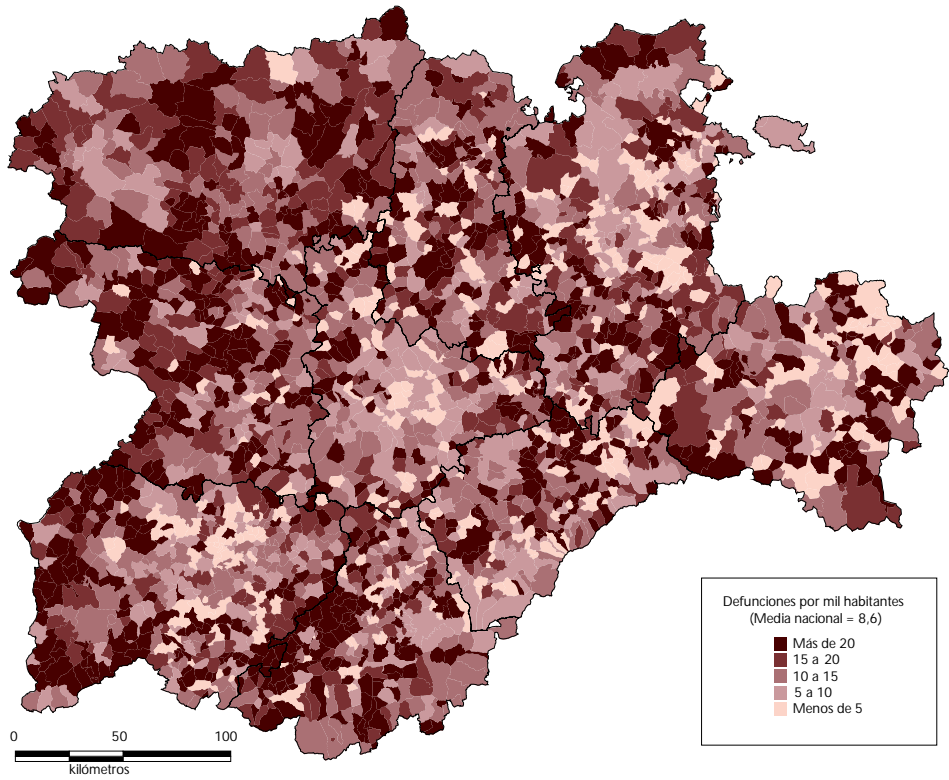 Defunciones por mil habitantes
(Media nacional = 8,6)
Más de 20
15 a 20
10 a 15
5 a 10
Menos de 5
0 50 100
kilómetros